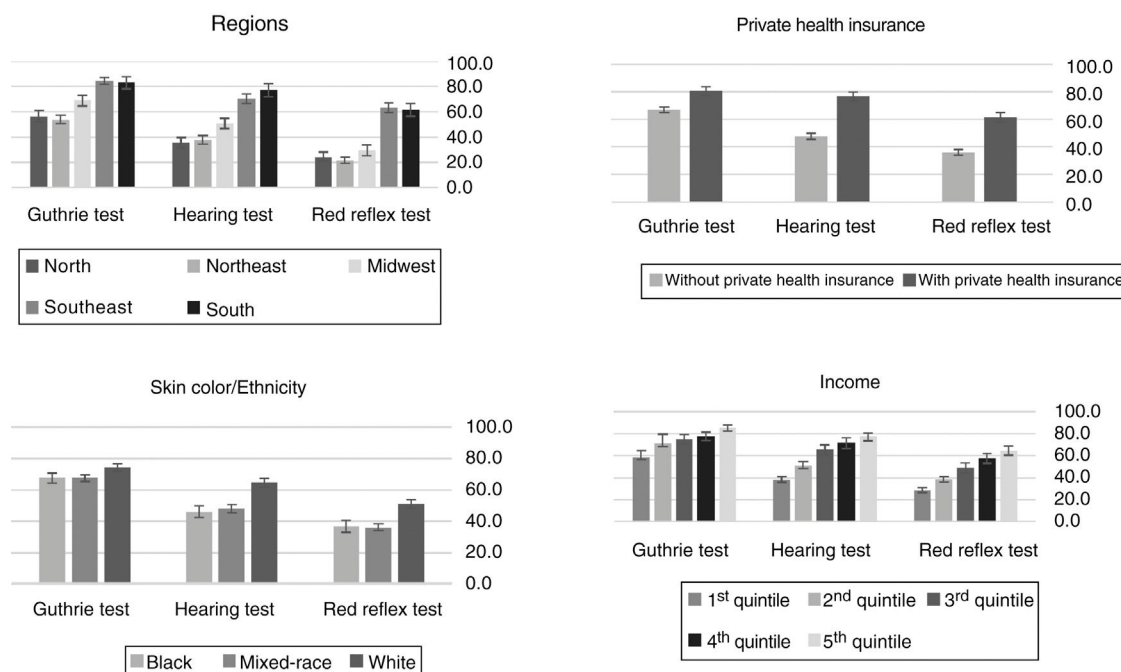 Regions
100.0
80.0
60.0
40.0
20.0
0.0
Guthrie test Hearing test Red reflex test
North Northeast Midwest
Southeast South
Private health insurance
100.0
80.0
60.0
40.0
20.0
0.0
Guthrie test Hearing test Red reflex test
Without private health insurance With private health insurance
Skin color/Ethnicity
100.0
80.0
60.0
40.0
20.0
0.0
Guthrie test Hearing test Red reflex test
Black Mixed-race White
Income
100.0
80.0
60.0
40.0
20.0
0.0
Guthrie test Hearing test Red reflex test
1st quintile 2nd quintile 3rd quintile
4th quintile 5th quintile